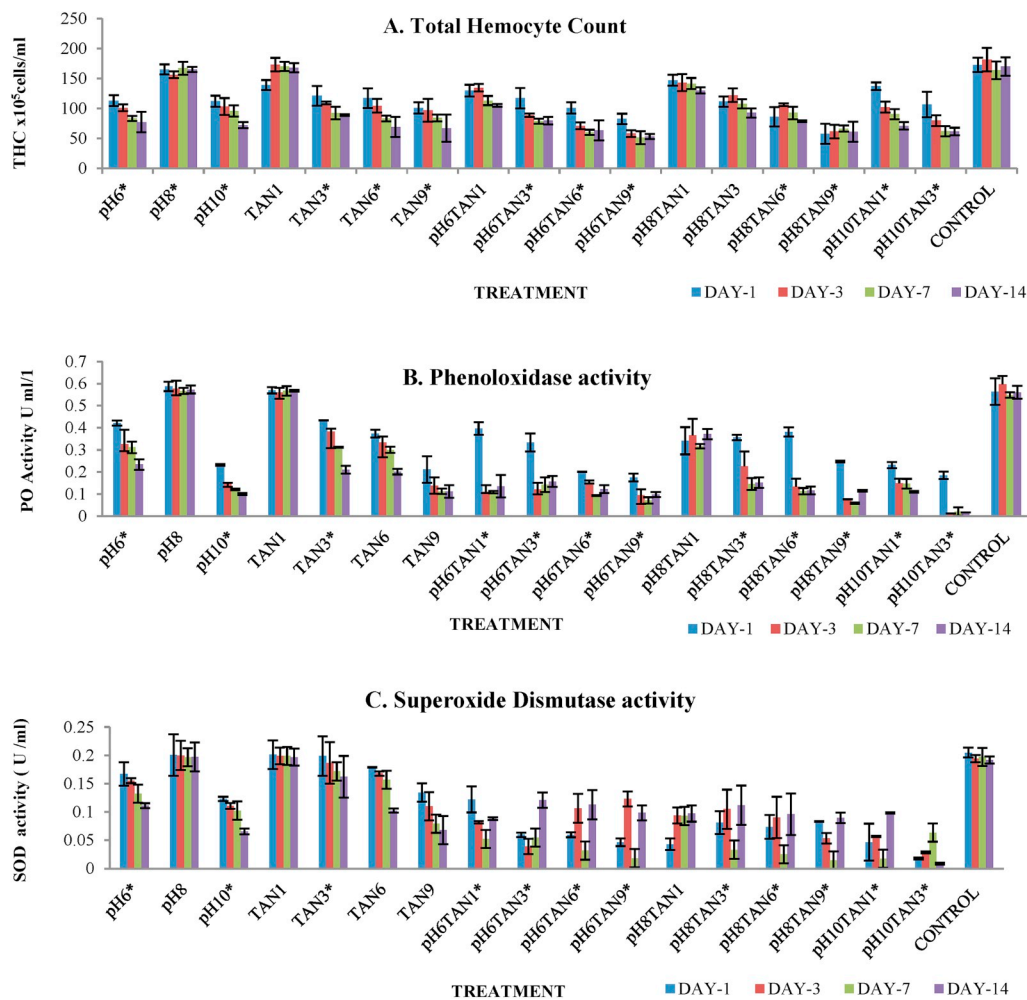 A. Total Hemocyte Count
THC x10⁵cells/ml
250
200
150
100
50
0
pH6* pH8* pH10* TAN1 TAN3* TAN6* TAN9* pH6TAN1 pH6TAN3* pH6TAN6* pH6TAN9* pH8TAN1 pH8TAN3 pH8TAN6* pH8TAN9* pH10TAN1* pH10TAN3* CONTROL
TREATMENT
DAY-1 DAY-3 DAY-7 DAY-14
B. Phenoloxidase activity
PO Activity U ml/1
0.7
0.6
0.5
0.4
0.3
0.2
0.1
0
pH6* pH8 pH10* TAN1 TAN3* TAN6 TAN9 pH6TAN1* pH6TAN3* pH6TAN6* pH6TAN9* pH8TAN1 pH8TAN3* pH8TAN6* pH8TAN9* pH10TAN1* pH10TAN3* CONTROL
TREATMENT
DAY-1 DAY-3 DAY-7 DAY-14
C. Superoxide Dismutase activity
SOD activity ( U /ml)
0.25
0.2
0.15
0.1
0.05
0
pH6* pH8 pH10* TAN1 TAN3* TAN6 TAN9 pH6TAN1* pH6TAN3* pH6TAN6* pH6TAN9* pH8TAN1 pH8TAN3* pH8TAN6* pH8TAN9* pH10TAN1* pH10TAN3* CONTROL
TREATMENT
DAY-1 DAY-3 DAY-7 DAY-14